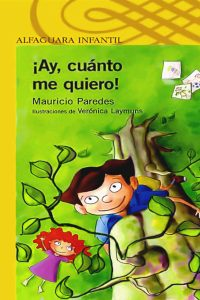 ALFAGUARA INFANTIL
¡Ay, cuánto
me quiero!
Mauricio Paredes
Ilustraciones de Verónica Laymuns